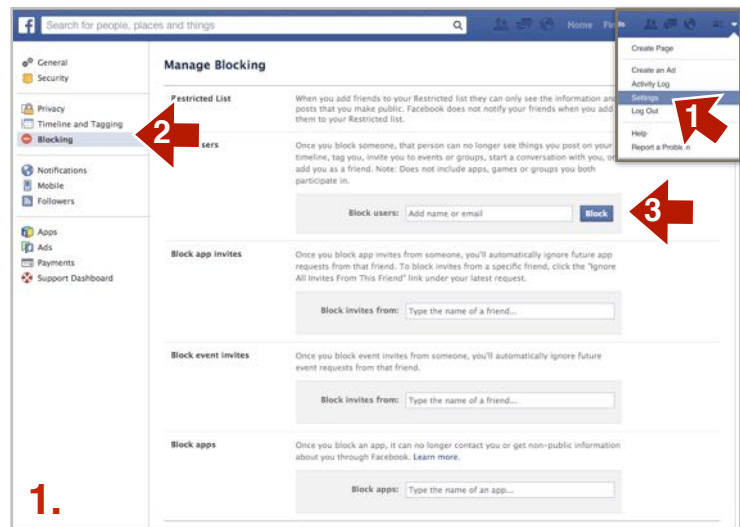 f Search for people, places and things Home
Create Page
Create an Ad
Activity Log
Settings
Log Out
Help
Report a Problem
1
General
Security
Privacy
Timeline and Tagging
Blocking
2
Notifications
Mobile
Followers
Apps
Ads
Payments
Support Dashboard
Manage Blocking
Restricted List
When you add friends to your Restricted list they can only see the information and
posts that you make public. Facebook does not notify your friends when you add
them to your Restricted list.
sers
Once you block someone, that person can no longer see things you post on your
timeline, tag you, invite you to events or groups, start a conversation with you, or
add you as a friend. Note: Does not include apps, games or groups you both
participate in.
Block users: Add name or email Block
3
Block app invites
Once you block app invites from someone, you'll automatically ignore future app
requests from that friend. To block invites from a specific friend, click the "Ignore
All Invites From This Friend" link under your latest request.
Block invites from: Type the name of a friend...
Block event invites
Once you block event invites from someone, you'll automatically ignore future
event requests from that friend.
Block invites from: Type the name of a friend...
Block apps
Once you block an app, it can no longer contact you or get non-public information
about you through Facebook. Learn more.
Block apps: Type the name of an app...
1.